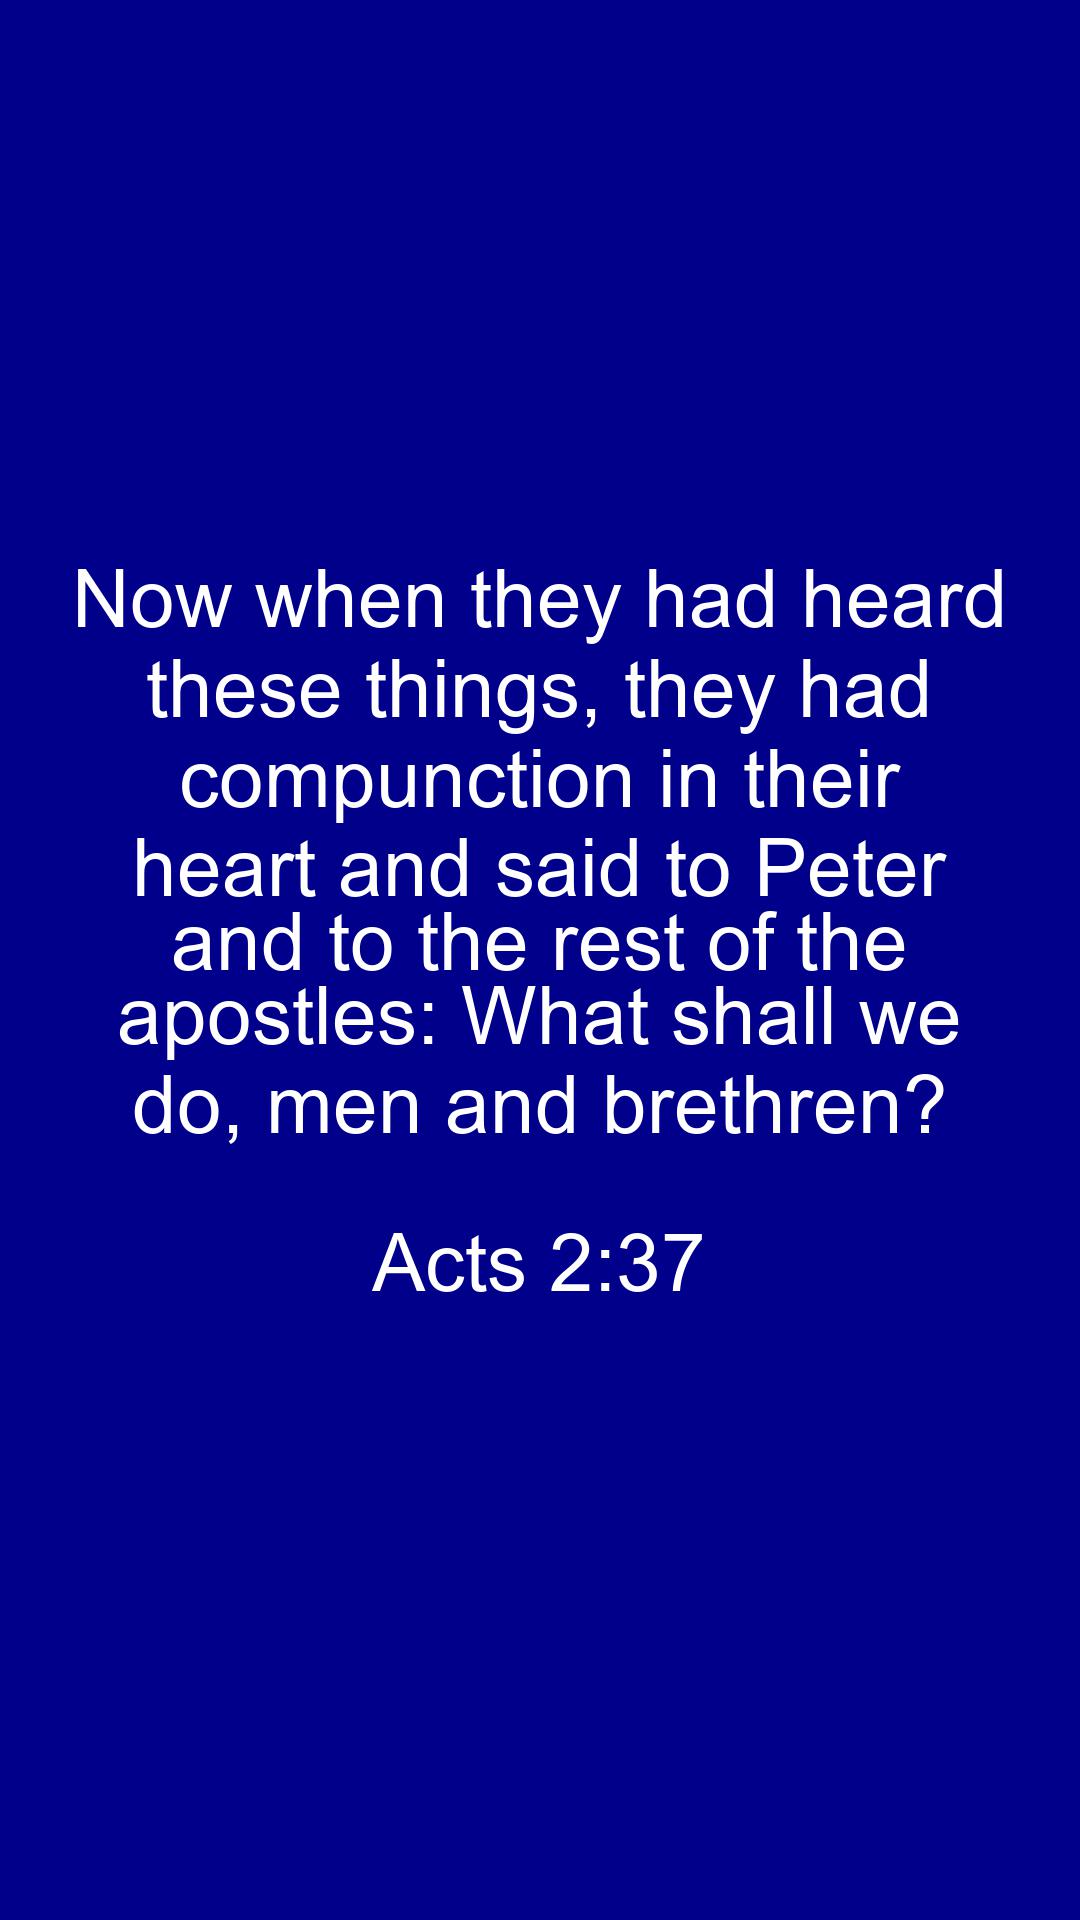 Now when they had heard
these things, they had
compunction in their
heart and said to Peter
and to the rest of the
apostles: What shall we
do, men and brethren?
Acts 2:37